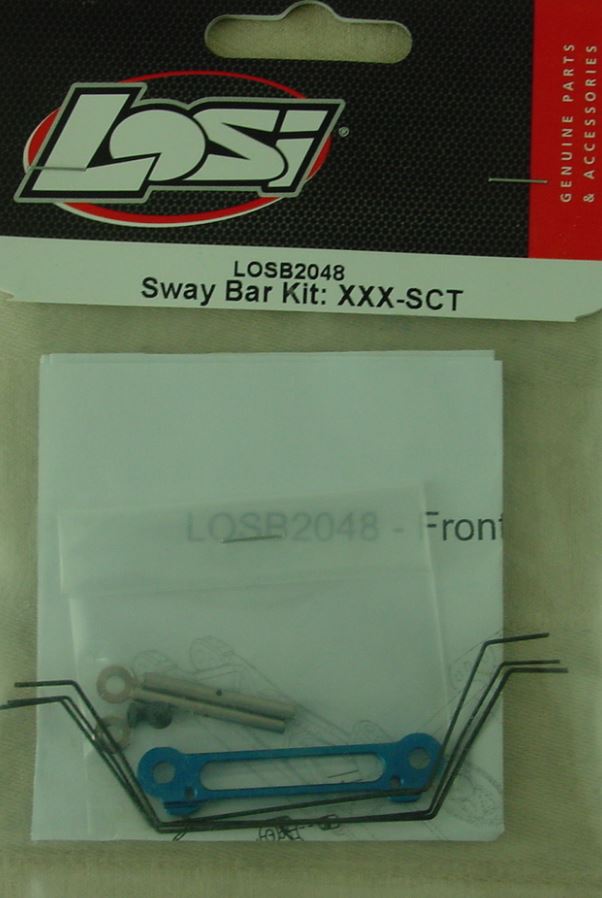 Losi®
GENUINE PARTS
& ACCESSORIES
LOSB2048
Sway Bar Kit: XXX-SCT
LOSB2048 - Front